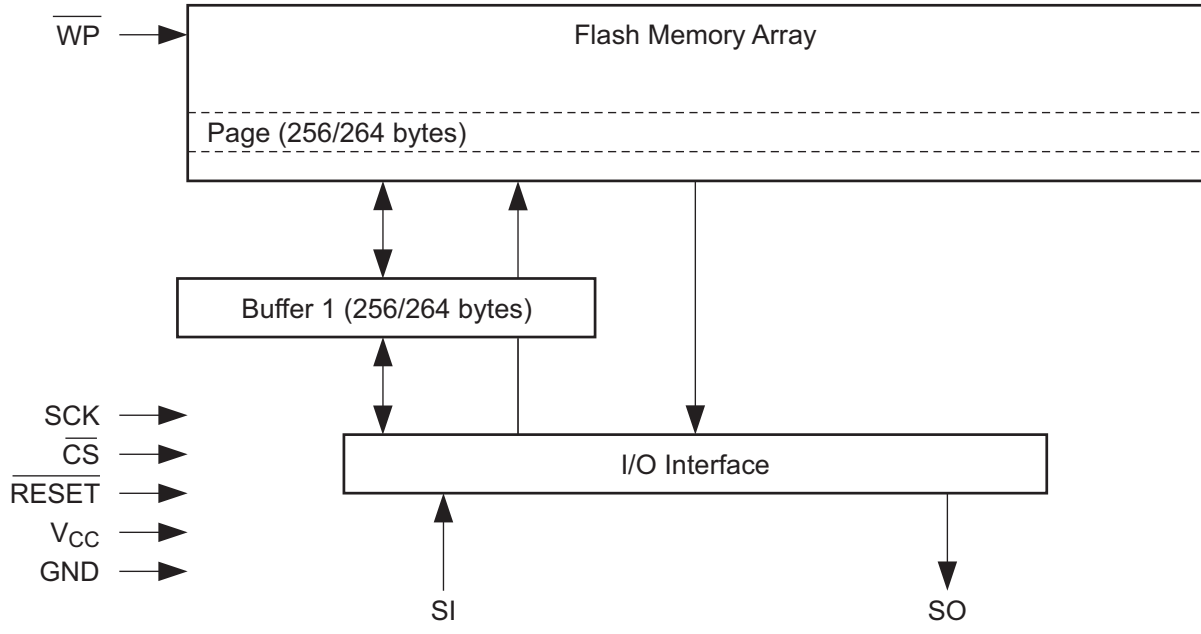 WP
Flash Memory Array
Page (256/264 bytes)
Buffer 1 (256/264 bytes)
SCK
CS
RESET
VCC
GND
I/O Interface
SI
SO